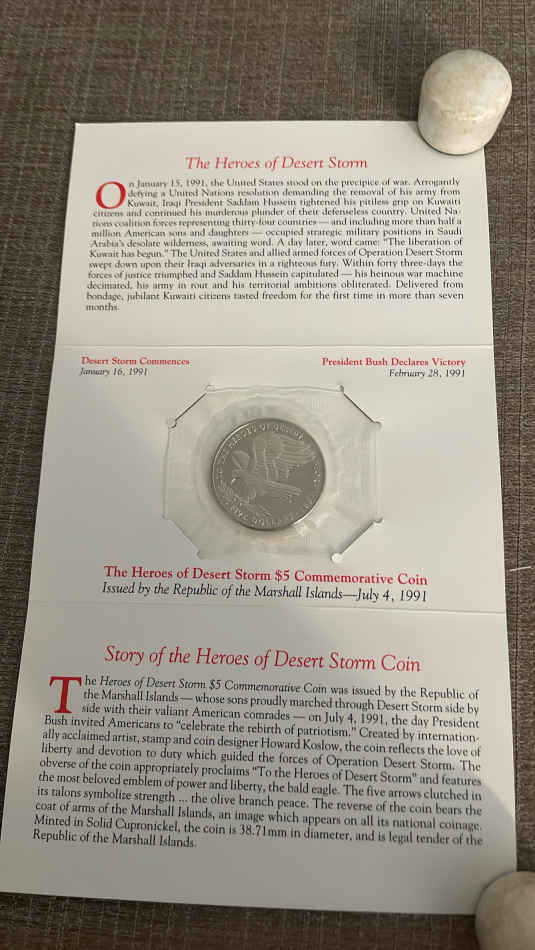 The Heroes of Desert Storm
On January 15, 1991, the United States stood on the precipice of war. Arrogantly
defying a United Nations resolution demanding the removal of his army from
Kuwait, Iraqi President Saddam Hussein tightened his pitiless grip on Kuwaiti
citizens and continued his murderous plunder of their defenseless country. United Na-
tions coalition forces representing thirty-four countries — and including more than half a
million American sons and daughters — occupied strategic military positions in Saudi
Arabia's desolate wilderness, awaiting word. A day later, word came: "The liberation of
Kuwait has begun." The United States and allied armed forces of Operation Desert Storm
swept down upon their Iraqi adversaries in a righteous fury. Within forty three-days the
forces of justice triumphed and Saddam Hussein capitulated — his heinous war machine
decimated, his army in rout and his territorial ambitions obliterated. Delivered from
bondage, jubilant Kuwaiti citizens tasted freedom for the first time in more than seven
months.
Desert Storm Commences
January 16, 1991
President Bush Declares Victory
February 28, 1991
TO THE HEROES OF DESERT
DOLLARS
The Heroes of Desert Storm $5 Commemorative Coin
Issued by the Republic of the Marshall Islands—July 4, 1991
Story of the Heroes of Desert Storm Coin
The Heroes of Desert Storm $5 Commemorative Coin was issued by the Republic of
the Marshall Islands — whose sons proudly marched through Desert Storm side by
side with their valiant American comrades — on July 4, 1991, the day President
Bush invited Americans to "celebrate the rebirth of patriotism." Created by internation-
ally acclaimed artist, stamp and coin designer Howard Koslow, the coin reflects the love of
liberty and devotion to duty which guided the forces of Operation Desert Storm. The
obverse of the coin appropriately proclaims "To the Heroes of Desert Storm" and features
the most beloved emblem of power and liberty, the bald eagle. The five arrows clutched in
its talons symbolize strength ... the olive branch peace. The reverse of the coin bears the
coat of arms of the Marshall Islands, an image which appears on all its national coinage.
Minted in Solid Cupronickel, the coin is 38.71mm in diameter, and is legal tender of the
Republic of the Marshall Islands.